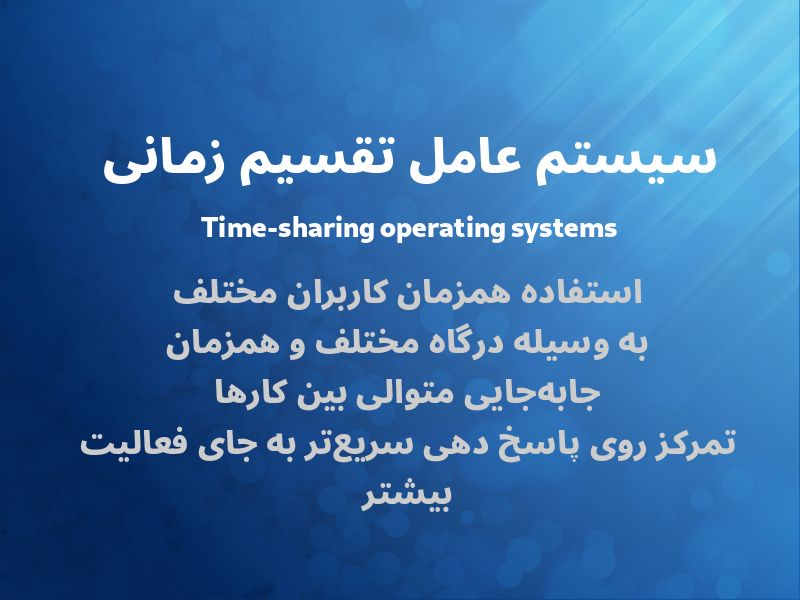 سیستم عامل تقسیم زمانی
Time-sharing operating systems
استفاده همزمان کاربران مختلف
به وسیله درگاه مختلف و همزمان
جابه‌جایی متوالی بین کارها
تمرکز روی پاسخ دهی سریع‌تر به جای فعالیت
بیشتر